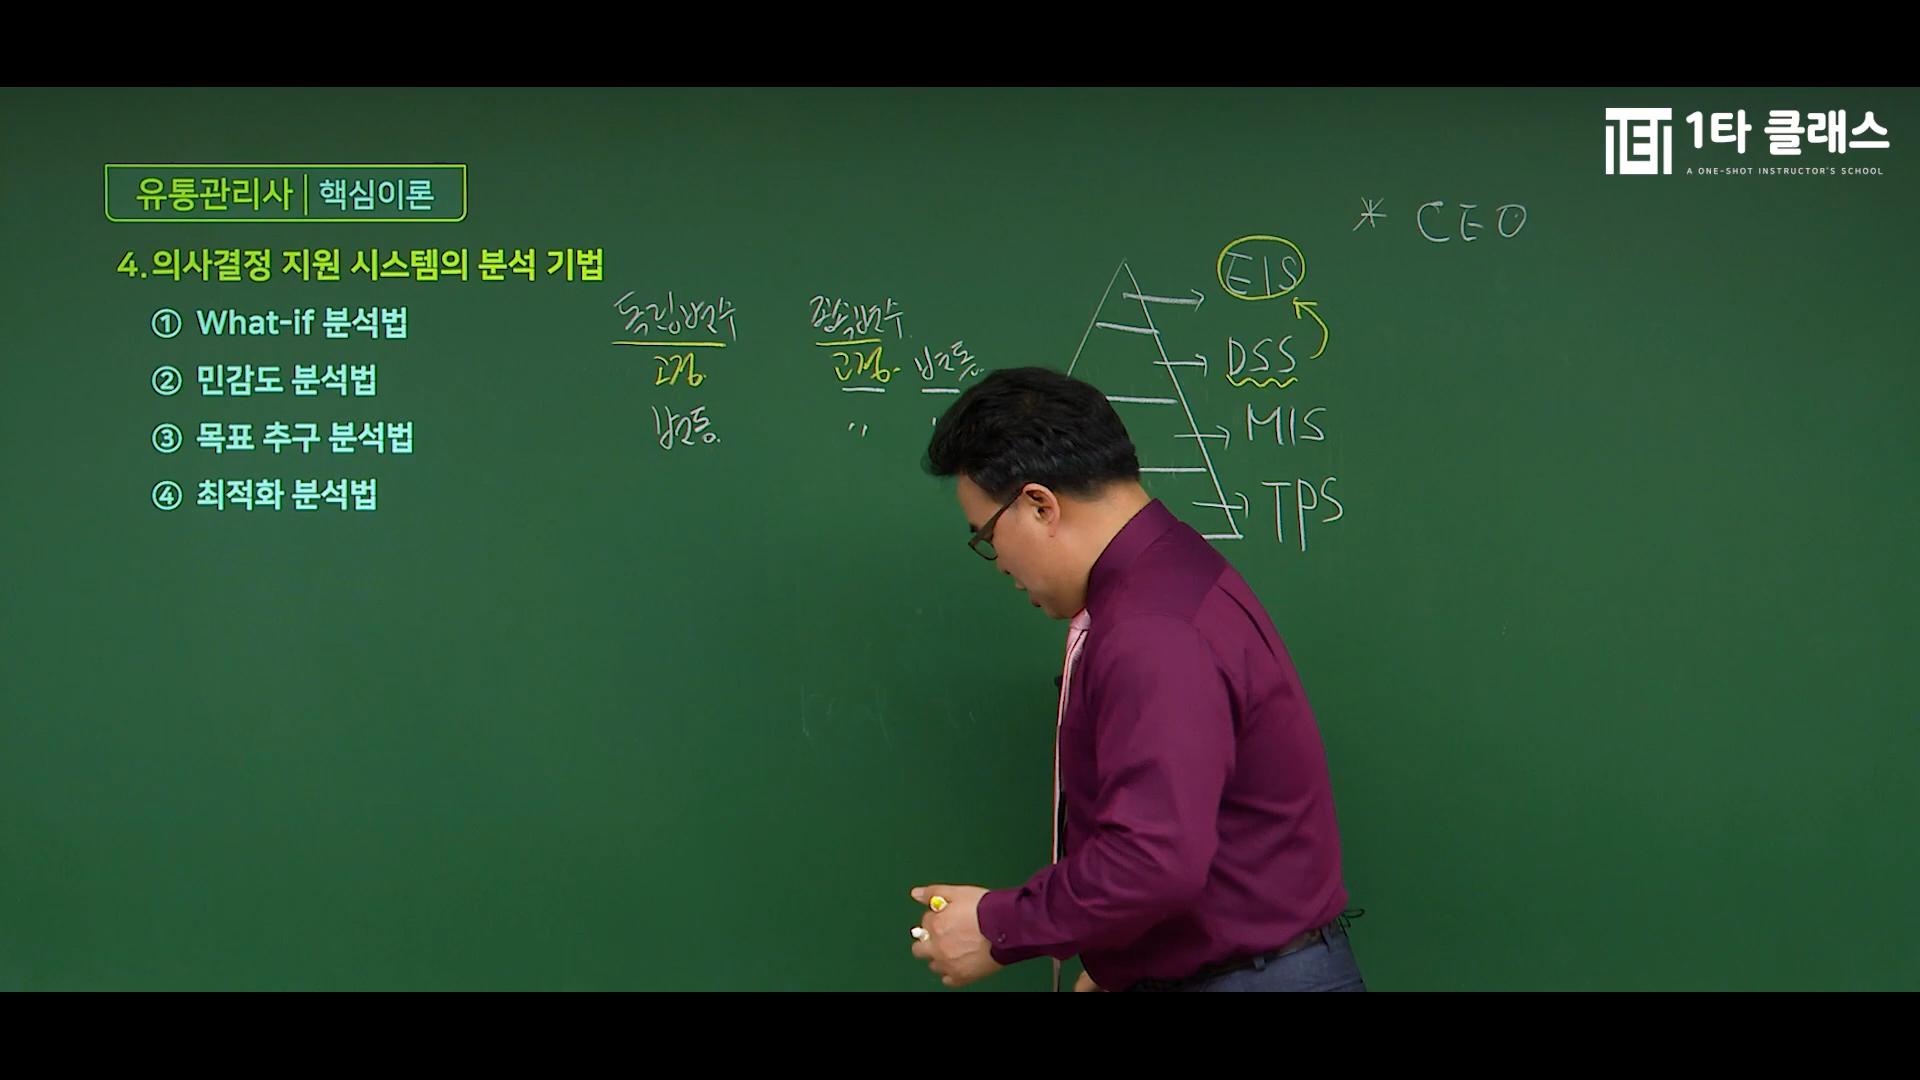 1타 클래스
A ONE-SHOT INSTRUCTOR'S SCHOOL
유통관리사 | 핵심이론
4. 의사결정 지원 시스템의 분석 기법
① What-if 분석법
② 민감도 분석법
③ 목표 추구 분석법
④ 최적화 분석법
독립변수 종속변수
고정 고정 변동
변동 〃
* CEO
EIS
DSS
MIS
TPS